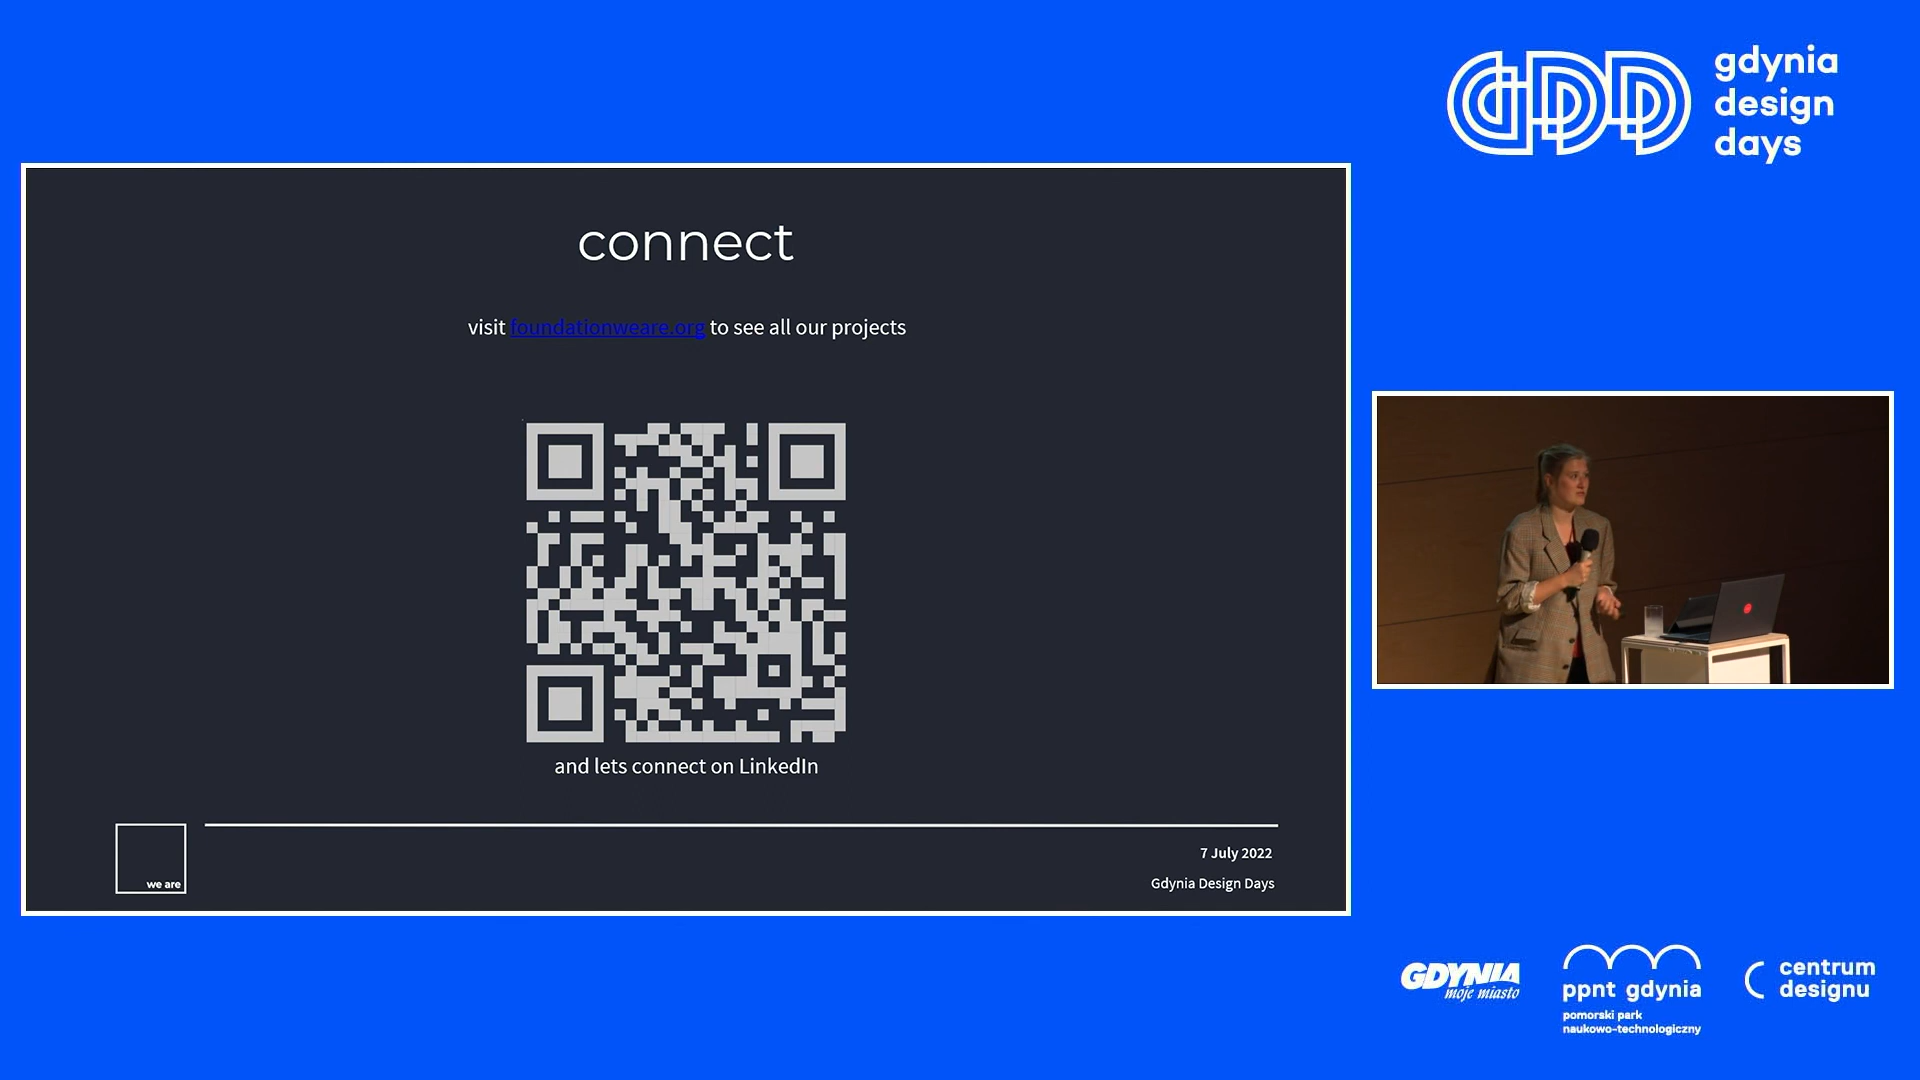 GDD
gdynia
design
days
connect
visit foundationweare.org to see all our projects
and lets connect on LinkedIn
we are
7 July 2022
Gdynia Design Days
GDYNIA
moje miasto
ppnt gdynia
pomorski park
naukowo-technologiczny
centrum
designu